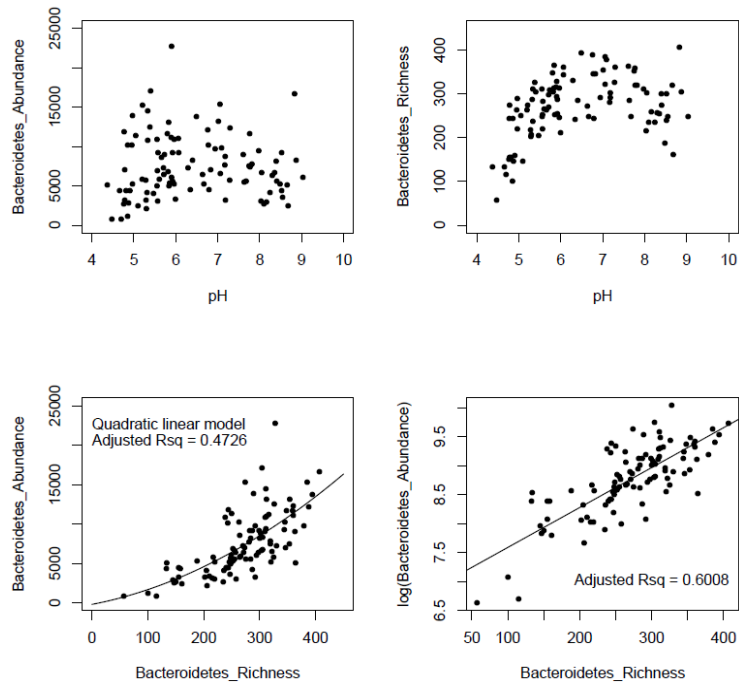 Bacteroidetes_Abundance
25000
15000
5000
0
4 5 6 7 8 9 10
pH
Bacteroidetes_Richness
400
300
200
100
0
4 5 6 7 8 9 10
pH
Bacteroidetes_Abundance
25000
15000
5000
0
Quadratic linear model
Adjusted Rsq = 0.4726
0 100 200 300 400
Bacteroidetes_Richness
log(Bacteroidetes_Abundance)
9.5
8.5
7.5
6.5
Adjusted Rsq = 0.6008
50 100 200 300 400
Bacteroidetes_Richness